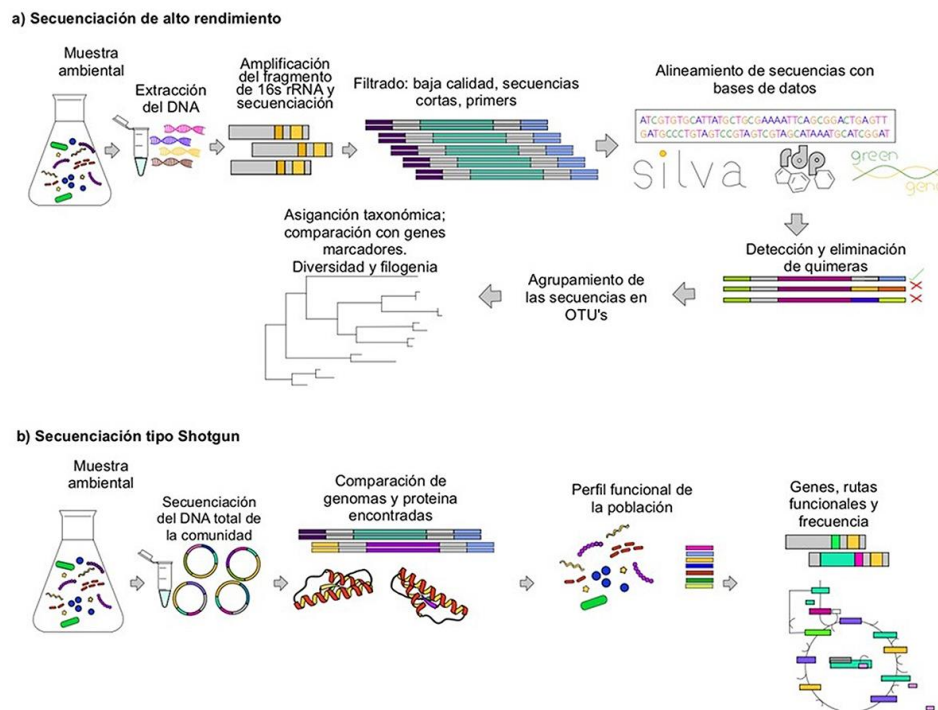 a) Secuenciación de alto rendimiento
Muestra
ambiental
Extracción
del DNA
Amplificación
del fragmento
de 16s rRNA y
secuenciación
Filtrado: baja calidad, secuencias
cortas, primers
Alineamiento de secuencias con
bases de datos
ATCGTGTGCATTATGCTGCGAAAATTCAGCGGACTGAGTT
GATGCCCTGTAGTCCGTAGTCGTAGCATAAATGCATCGGAT
silva
rdp
green
gen
Detección y eliminación
de quimeras
Agrupamiento de
las secuencias en
OTU's
Asigancción taxonómica;
comparación con genes
marcadores.
Diversidad y filogenia
b) Secuenciación tipo Shotgun
Muestra
ambiental
Secuenciación
del DNA total de
la comunidad
Comparación de
genomas y proteina
encontradas
Perfil funcional de
la población
Genes, rutas
funcionales y
frecuencia